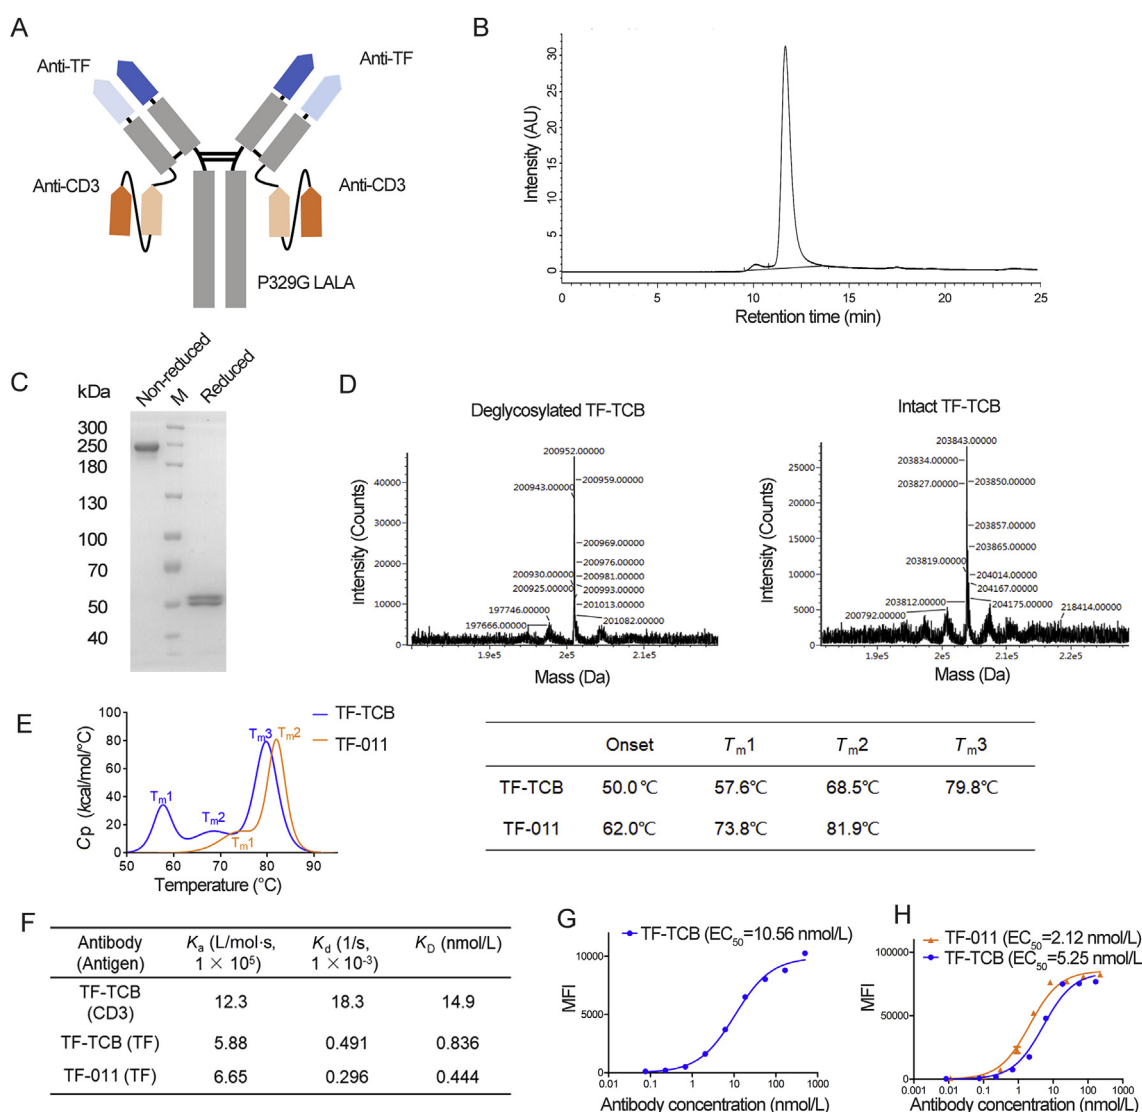 A
Anti-TF
Anti-TF
Anti-CD3
Anti-CD3
P329G LALA
B
Intensity (AU)
30
25
20
15
10
5
0
0 5 10 15 20 25
Retention time (min)
C
kDa
Non-reduced
M
Reduced
300
250
180
130
100
70
50
40
D
Deglycosylated TF-TCB
Intensity (Counts)
40000
30000
20000
10000
0
200952.00000
200959.00000
200943.00000
200969.00000
200976.00000
200930.00000
200981.00000
200925.00000
200993.00000
201013.00000
197746.00000
201082.00000
197666.00000
1.9e5 2e5 2.1e5
Mass (Da)
Intact TF-TCB
Intensity (Counts)
25000
20000
15000
10000
5000
0
203843.00000
203834.00000
203850.00000
203827.00000
203857.00000
203865.00000
203819.00000
204014.00000
204167.00000
203812.00000
204175.00000
218414.00000
200792.00000
1.9e5 2e5 2.1e5 2.2e5
Mass (Da)
E
Cp (kcal/mol/°C)
100
80
60
40
20
0
50 60 70 80 90
Temperature (°C)
Tm1
Tm2
Tm3
Tm2
Tm1
TF-TCB
TF-011
Onset Tm1 Tm2 Tm3
TF-TCB 50.0℃ 57.6℃ 68.5℃ 79.8℃
TF-011 62.0℃ 73.8℃ 81.9℃
F
Antibody (Antigen) Ka (L/mol·s, 1 × 10⁵) Kd (1/s, 1 × 10⁻³) KD (nmol/L)
TF-TCB (CD3) 12.3 18.3 14.9
TF-TCB (TF) 5.88 0.491 0.836
TF-011 (TF) 6.65 0.296 0.444
G
TF-TCB (EC50=10.56 nmol/L)
MFI
10000
5000
0
0.01 0.1 1 10 100 1000
Antibody concentration (nmol/L)
H
TF-011 (EC50=2.12 nmol/L)
TF-TCB (EC50=5.25 nmol/L)
MFI
100000
50000
0
0.001 0.01 0.1 1 10 100 1000
Antibody concentration (nmol/L)